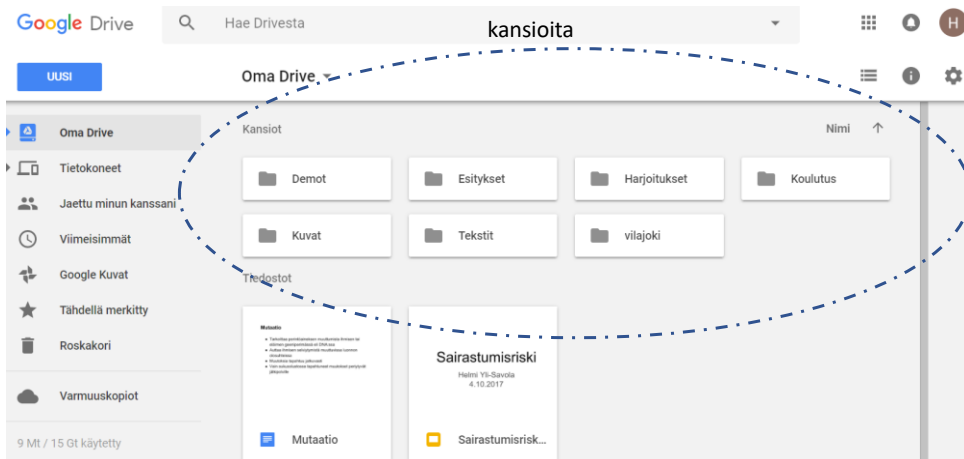 Google Drive
Hae Drivesta
kansioita
H
UUSI
Oma Drive
Oma Drive
Tietokoneet
Jaettu minun kanssani
Viimeisimmät
Google Kuvat
Tähdellä merkitty
Roskakori
Varmuuskopiot
9 Mt / 15 Gt käytetty
Kansiot
Nimi
Demot
Esitykset
Harjoitukset
Koulutus
Kuvat
Tekstit
vilajoki
Tiedostot
Mutaatio
Mutaatio
Sairastumisriski
Helmi Yli-Savola
4.10.2017
Sairastumisrisk...